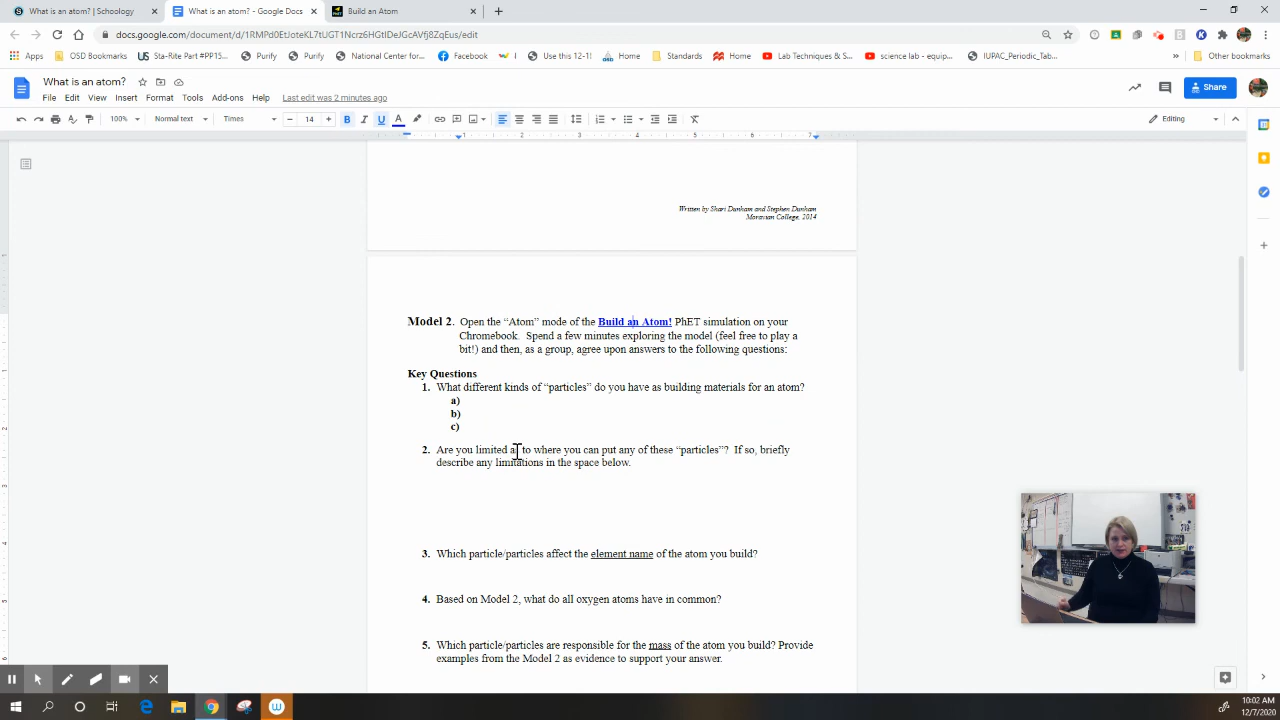 What is an atom? | Schoology
What is an atom? - Google Docs
Build an Atom
docs.google.com/document/d/1RMPd0EtJoteKL7tUGT1Ncrz6HGtIDeJGcAVfj8ZqEus/edit
Apps
OSD Bookmarks
Sta-Rite Part #PP15...
Purify
Purify
National Center for...
Facebook
Use this 12-1!
Home
Standards
Home
Lab Techniques & S...
science lab - equip...
IUPAC_Periodic_Tab...
Other bookmarks
What is an atom?
File Edit View Insert Format Tools Add-ons Help Last edit was 2 minutes ago
Share
100% Normal text Times 14 B I U A Editing
1 2 3 4 5 6 7
Written by Shari Dunham and Stephen Dunham
Moravian College, 2014
Model 2. Open the “Atom” mode of the Build an Atom! PhET simulation on your
Chromebook. Spend a few minutes exploring the model (feel free to play a
bit!) and then, as a group, agree upon answers to the following questions:
Key Questions
1. What different kinds of “particles” do you have as building materials for an atom?
a)
b)
c)
2. Are you limited as to where you can put any of these “particles”? If so, briefly
describe any limitations in the space below.
3. Which particle/particles affect the element name of the atom you build?
4. Based on Model 2, what do all oxygen atoms have in common?
5. Which particle/particles are responsible for the mass of the atom you build? Provide
examples from the Model 2 as evidence to support your answer.
10:02 AM
12/7/2020